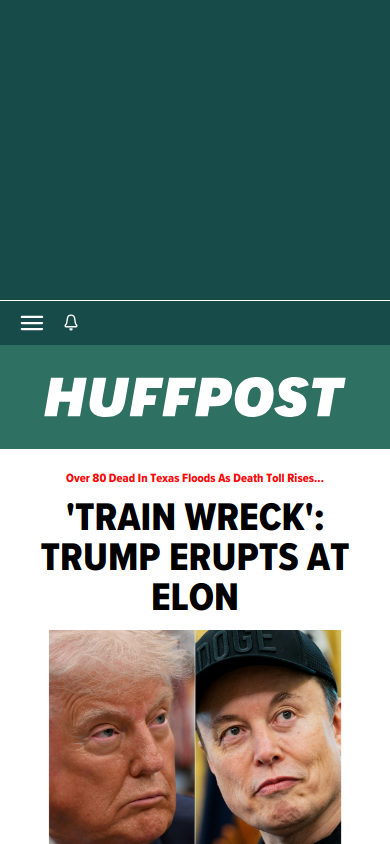 HUFFPOST
Over 80 Dead In Texas Floods As Death Toll Rises...
'TRAIN WRECK':
TRUMP ERUPTS AT
ELON
DOGE